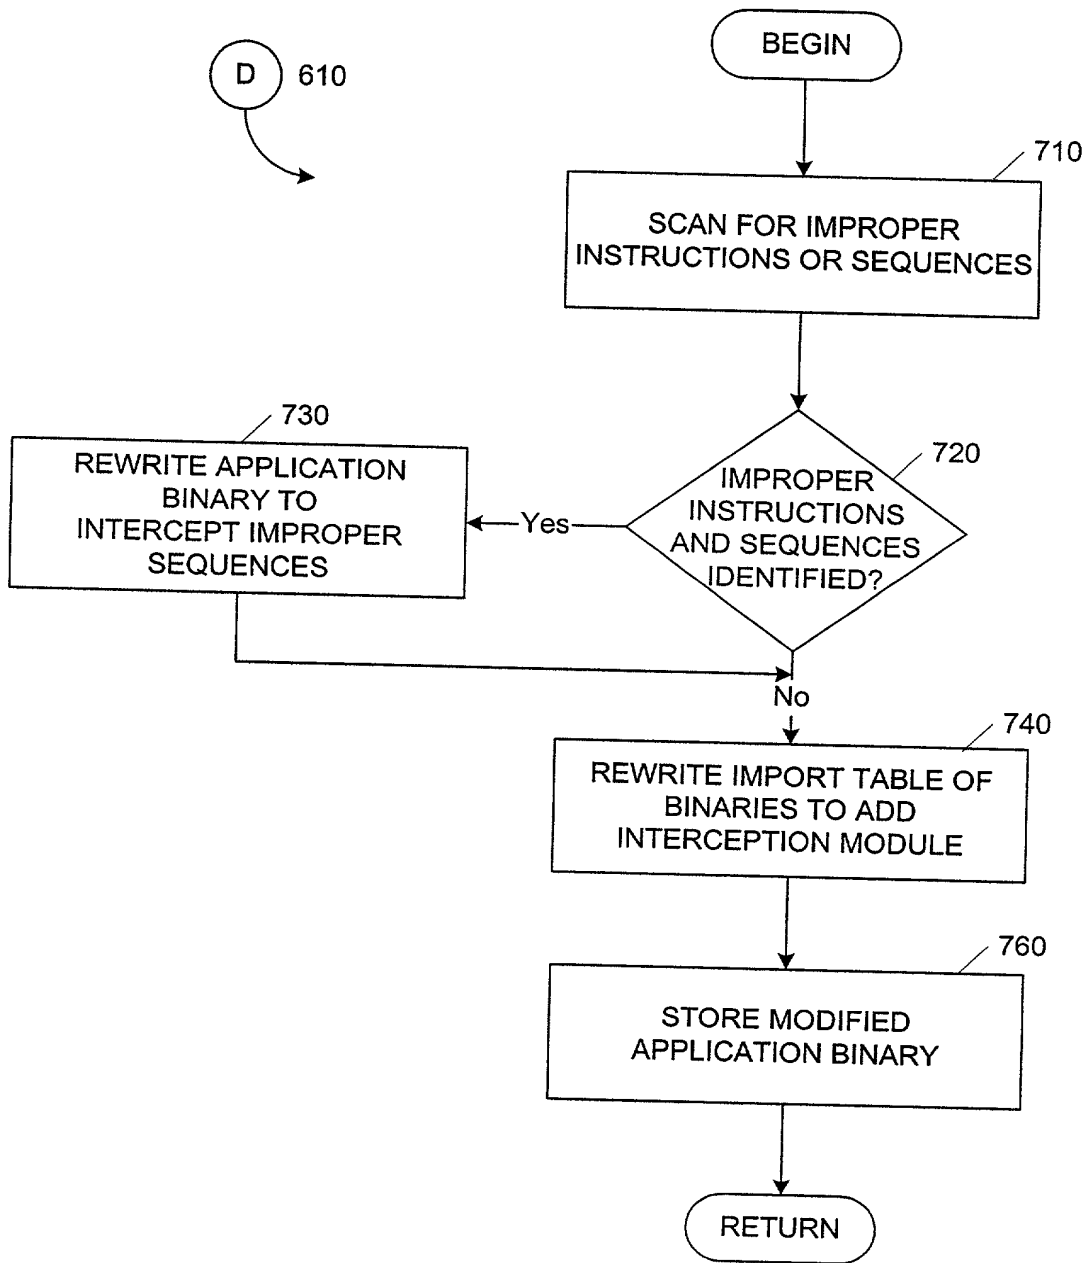 BEGIN
D
610
710
SCAN FOR IMPROPER
INSTRUCTIONS OR SEQUENCES
720
IMPROPER
INSTRUCTIONS
AND SEQUENCES
IDENTIFIED?
Yes
730
REWRITE APPLICATION
BINARY TO
INTERCEPT IMPROPER
SEQUENCES
No
740
REWRITE IMPORT TABLE OF
BINARIES TO ADD
INTERCEPTION MODULE
760
STORE MODIFIED
APPLICATION BINARY
RETURN